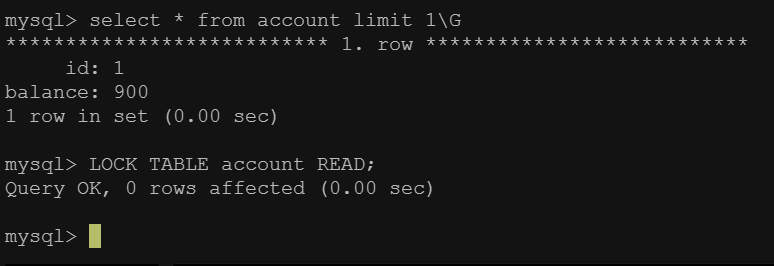 mysql> select * from account limit 1\G
*************************** 1. row ***************************
id: 1
balance: 900
1 row in set (0.00 sec)
mysql> LOCK TABLE account READ;
Query OK, 0 rows affected (0.00 sec)
mysql>